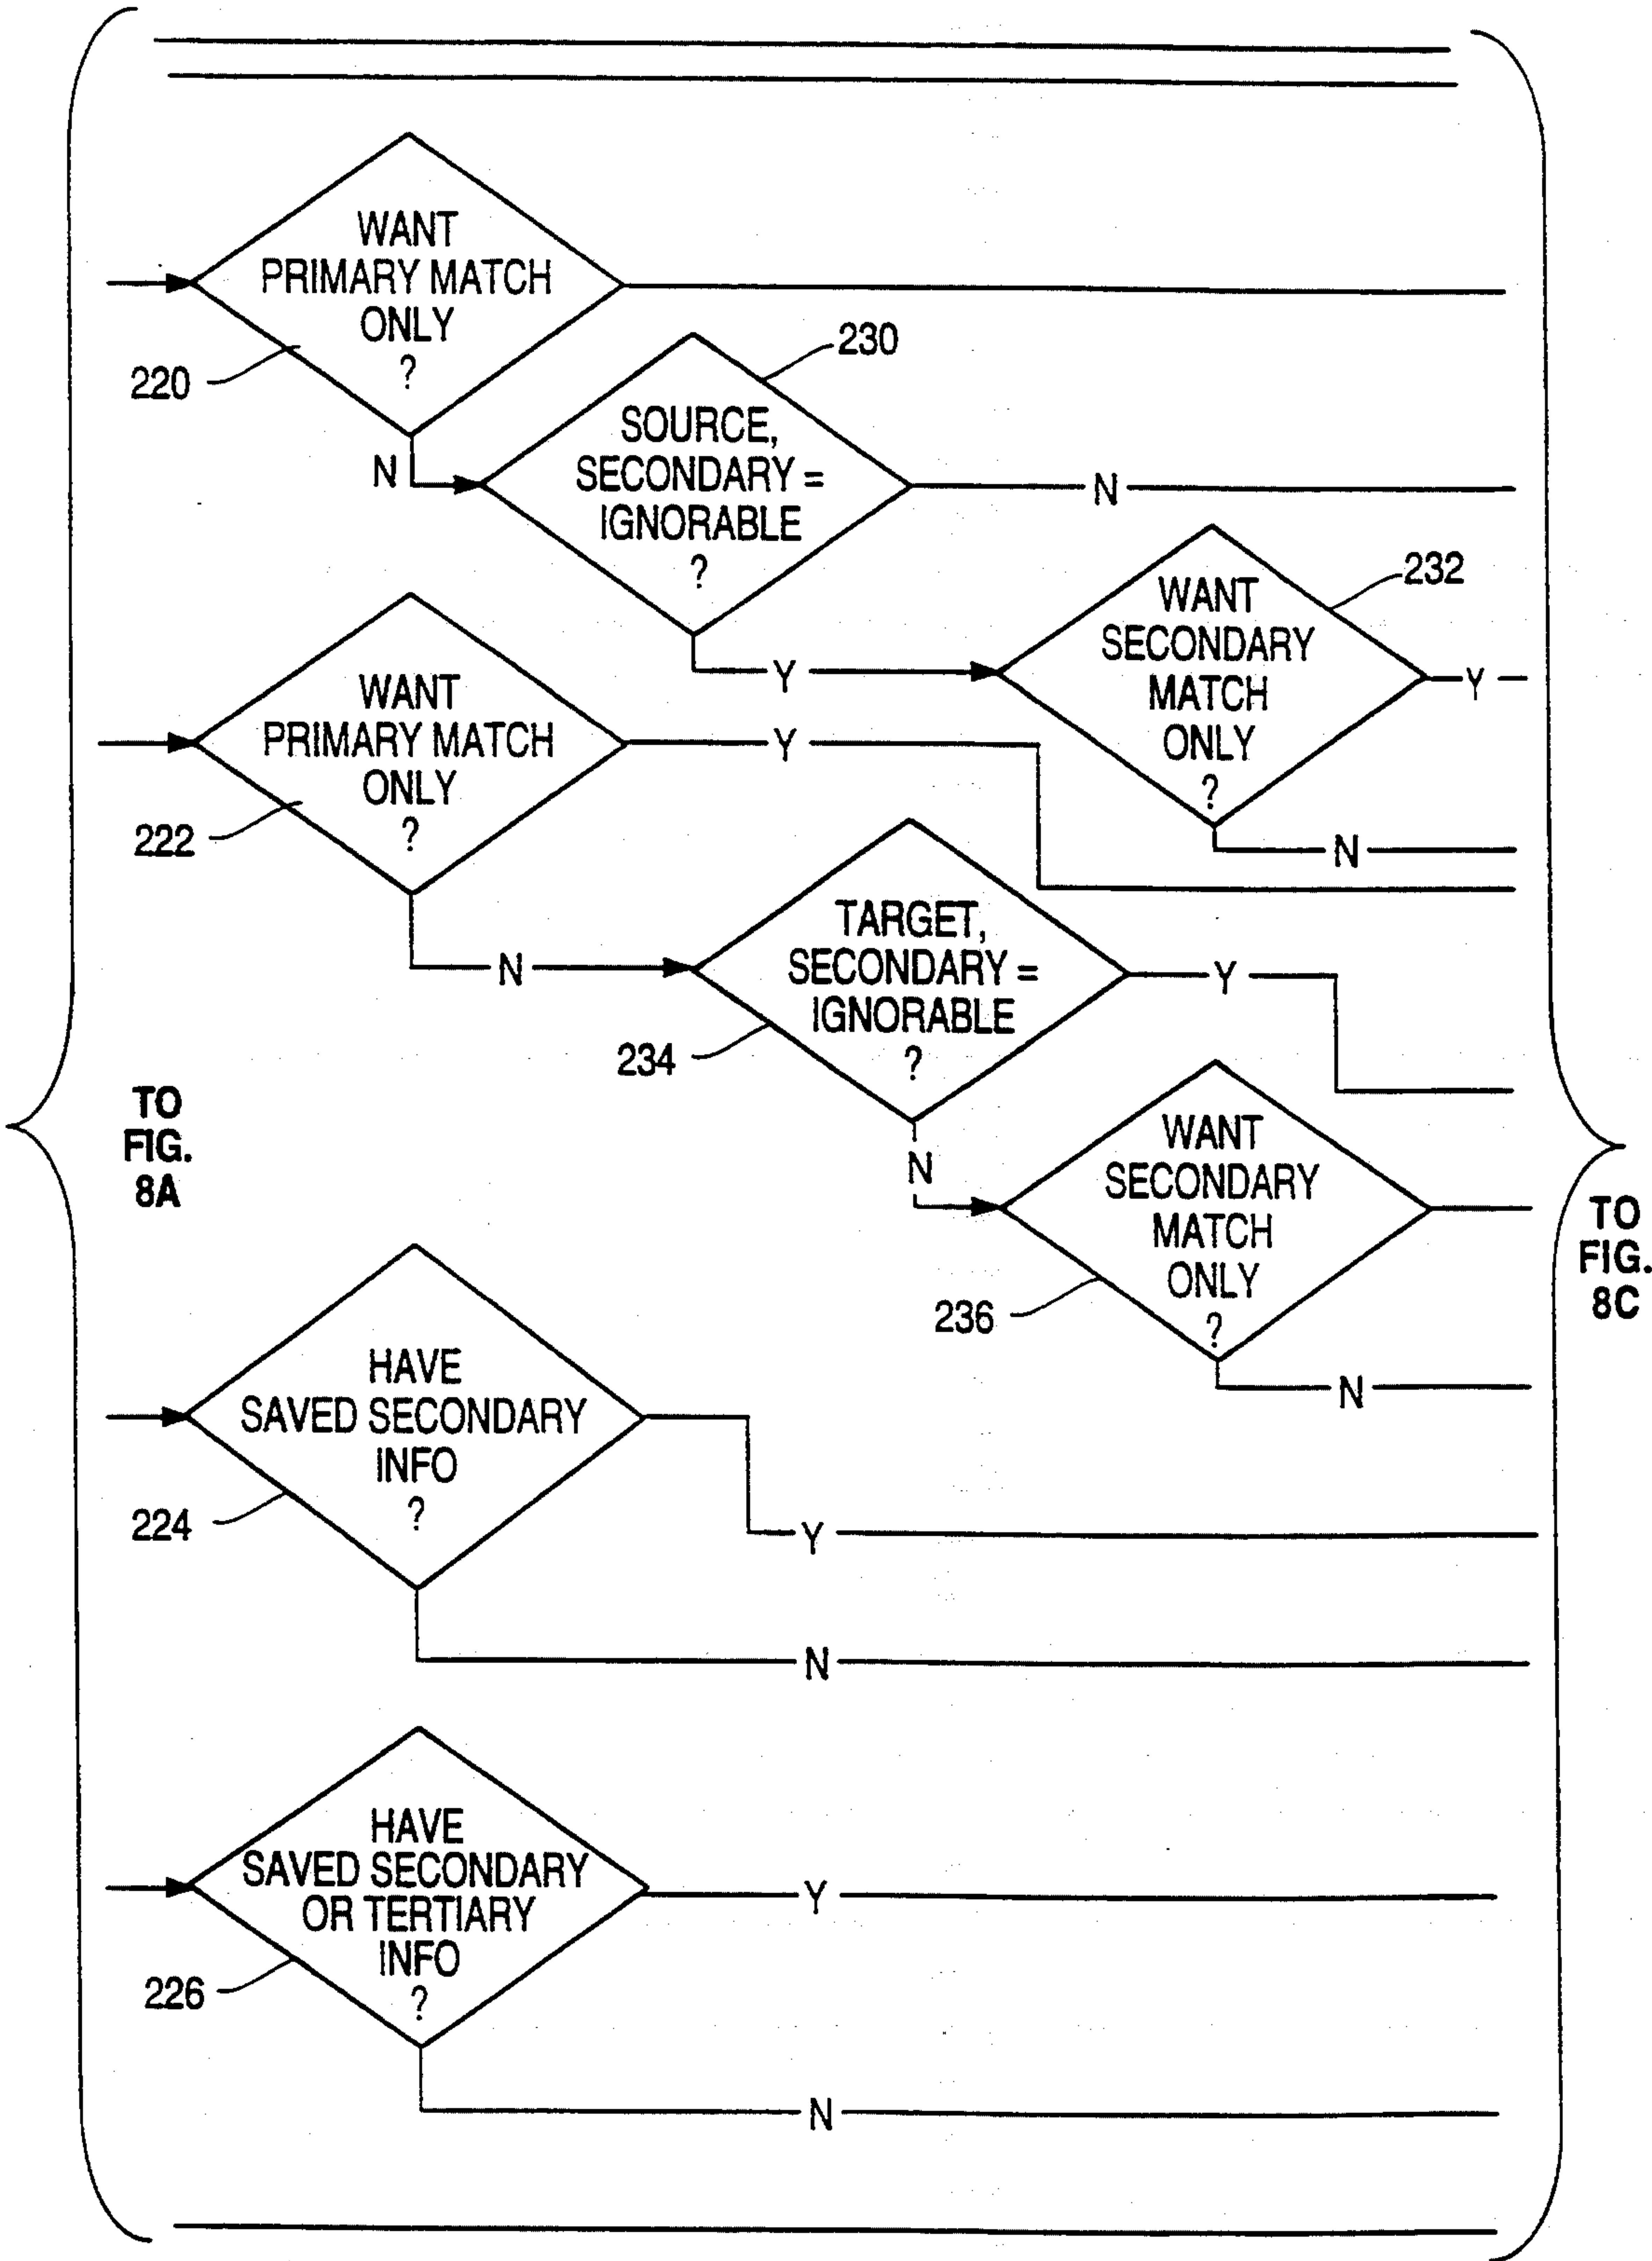 WANT
PRIMARY MATCH
ONLY
?
220
N
230
SOURCE,
SECONDARY =
IGNORABLE
?
N
Y
232
WANT
SECONDARY
MATCH
ONLY
?
Y
N
WANT
PRIMARY MATCH
ONLY
?
222
Y
N
TARGET,
SECONDARY =
IGNORABLE
?
234
Y
N
WANT
SECONDARY
MATCH
ONLY
?
236
N
TO
FIG.
8A
TO
FIG.
8C
HAVE
SAVED SECONDARY
INFO
?
224
Y
N
HAVE
SAVED SECONDARY
OR TERTIARY
INFO
?
226
Y
N